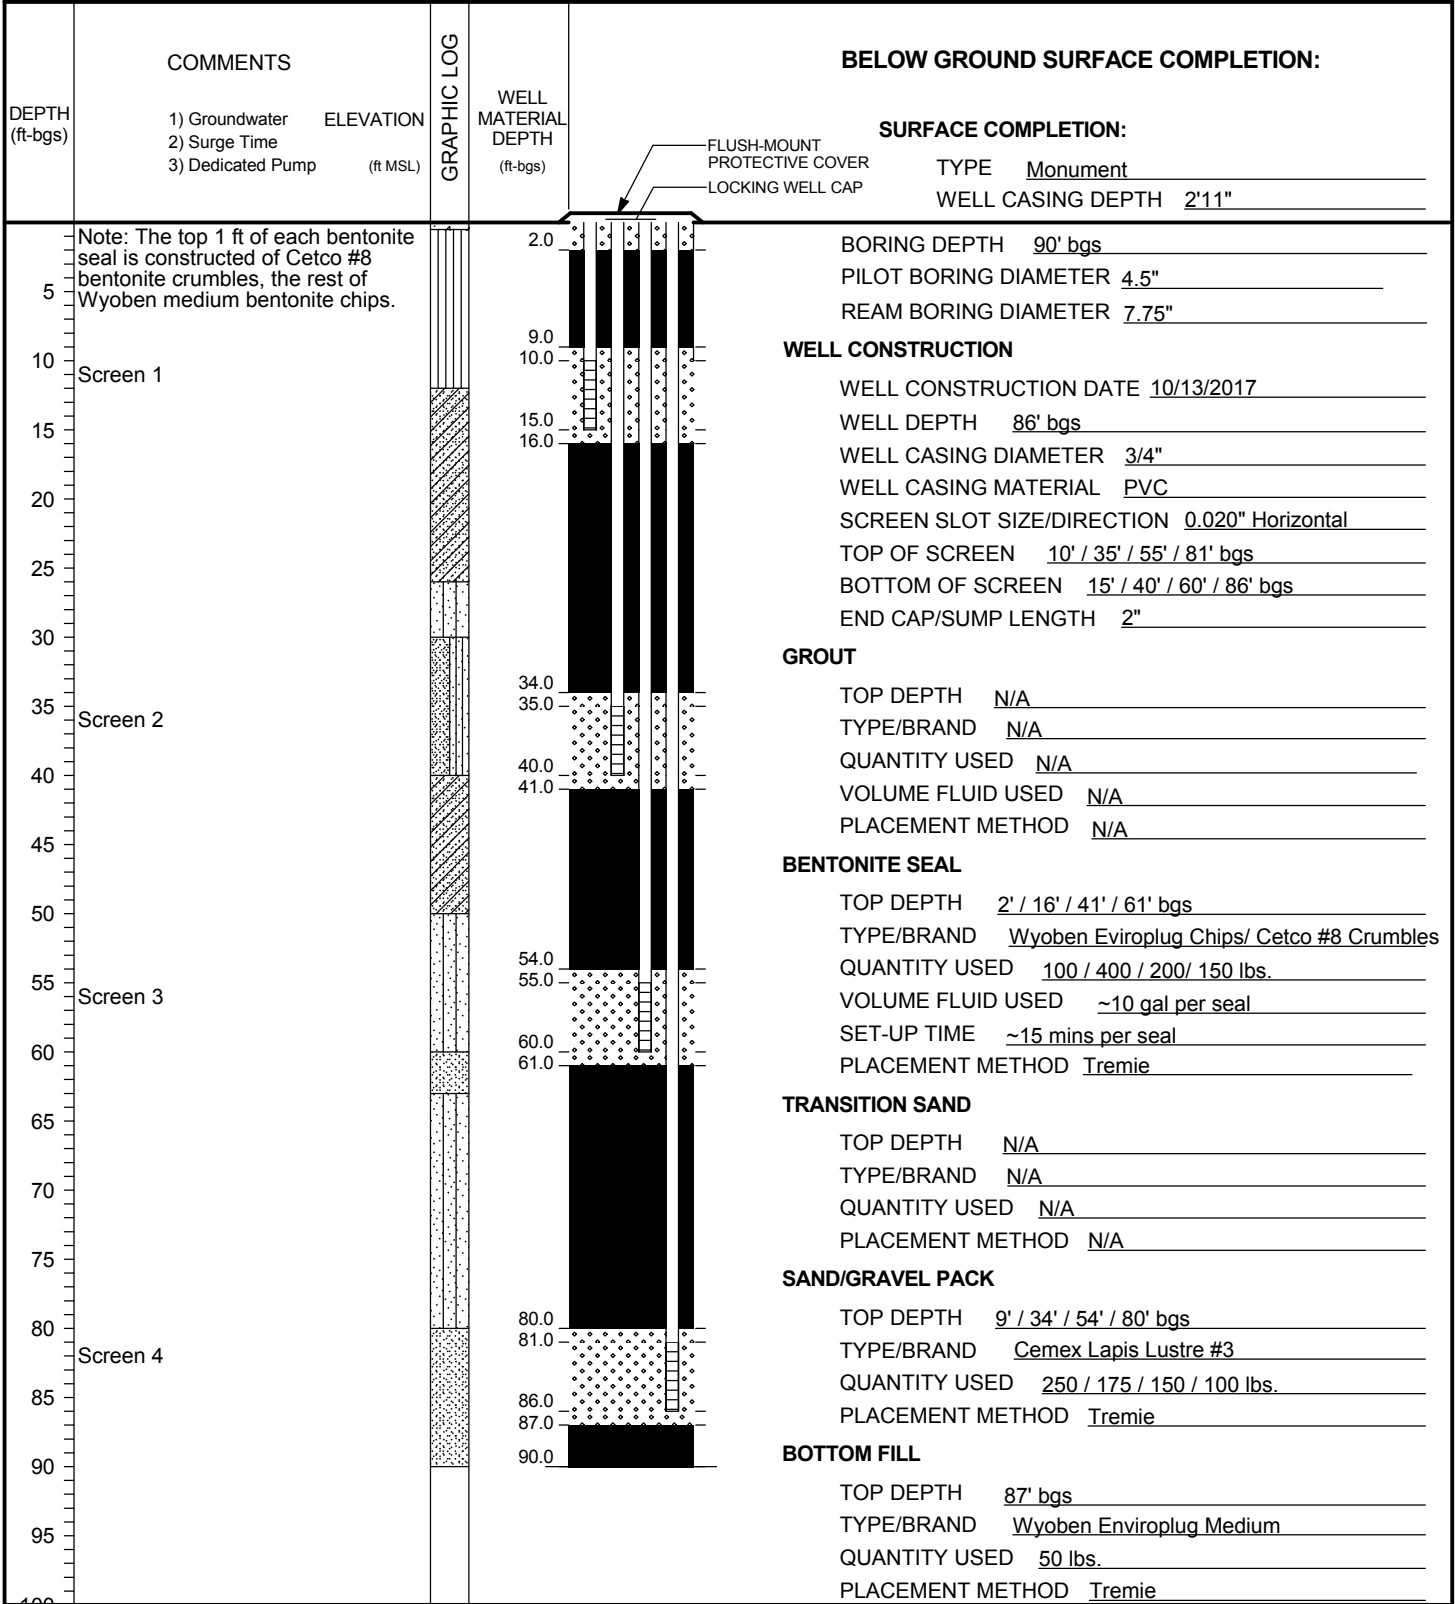 COMMENTS
DEPTH
(ft-bgs)
1) Groundwater
2) Surge Time
3) Dedicated Pump
ELEVATION
(ft MSL)
GRAPHIC LOG
WELL
MATERIAL
DEPTH
(ft-bgs)
FLUSH-MOUNT
PROTECTIVE COVER
LOCKING WELL CAP
BELOW GROUND SURFACE COMPLETION:
SURFACE COMPLETION:
TYPE Monument
WELL CASING DEPTH 2'11"
Note: The top 1 ft of each bentonite
seal is constructed of Cetco #8
bentonite crumbles, the rest of
Wyoben medium bentonite chips.
Screen 1
Screen 2
Screen 3
Screen 4
5
10
15
20
25
30
35
40
45
50
55
60
65
70
75
80
85
90
95
100
2.0
9.0
10.0
15.0
16.0
34.0
35.0
40.0
41.0
54.0
55.0
60.0
61.0
80.0
81.0
86.0
87.0
90.0
BORING DEPTH 90' bgs
PILOT BORING DIAMETER 4.5"
REAM BORING DIAMETER 7.75"
WELL CONSTRUCTION
WELL CONSTRUCTION DATE 10/13/2017
WELL DEPTH 86' bgs
WELL CASING DIAMETER 3/4"
WELL CASING MATERIAL PVC
SCREEN SLOT SIZE/DIRECTION 0.020" Horizontal
TOP OF SCREEN 10' / 35' / 55' / 81' bgs
BOTTOM OF SCREEN 15' / 40' / 60' / 86' bgs
END CAP/SUMP LENGTH 2"
GROUT
TOP DEPTH N/A
TYPE/BRAND N/A
QUANTITY USED N/A
VOLUME FLUID USED N/A
PLACEMENT METHOD N/A
BENTONITE SEAL
TOP DEPTH 2' / 16' / 41' / 61' bgs
TYPE/BRAND Wyoben Eviroplug Chips/ Cetco #8 Crumbles
QUANTITY USED 100 / 400 / 200/ 150 lbs.
VOLUME FLUID USED ~10 gal per seal
SET-UP TIME ~15 mins per seal
PLACEMENT METHOD Tremie
TRANSITION SAND
TOP DEPTH N/A
TYPE/BRAND N/A
QUANTITY USED N/A
PLACEMENT METHOD N/A
SAND/GRAVEL PACK
TOP DEPTH 9' / 34' / 54' / 80' bgs
TYPE/BRAND Cemex Lapis Lustre #3
QUANTITY USED 250 / 175 / 150 / 100 lbs.
PLACEMENT METHOD Tremie
BOTTOM FILL
TOP DEPTH 87' bgs
TYPE/BRAND Wyoben Enviroplug Medium
QUANTITY USED 50 lbs.
PLACEMENT METHOD Tremie